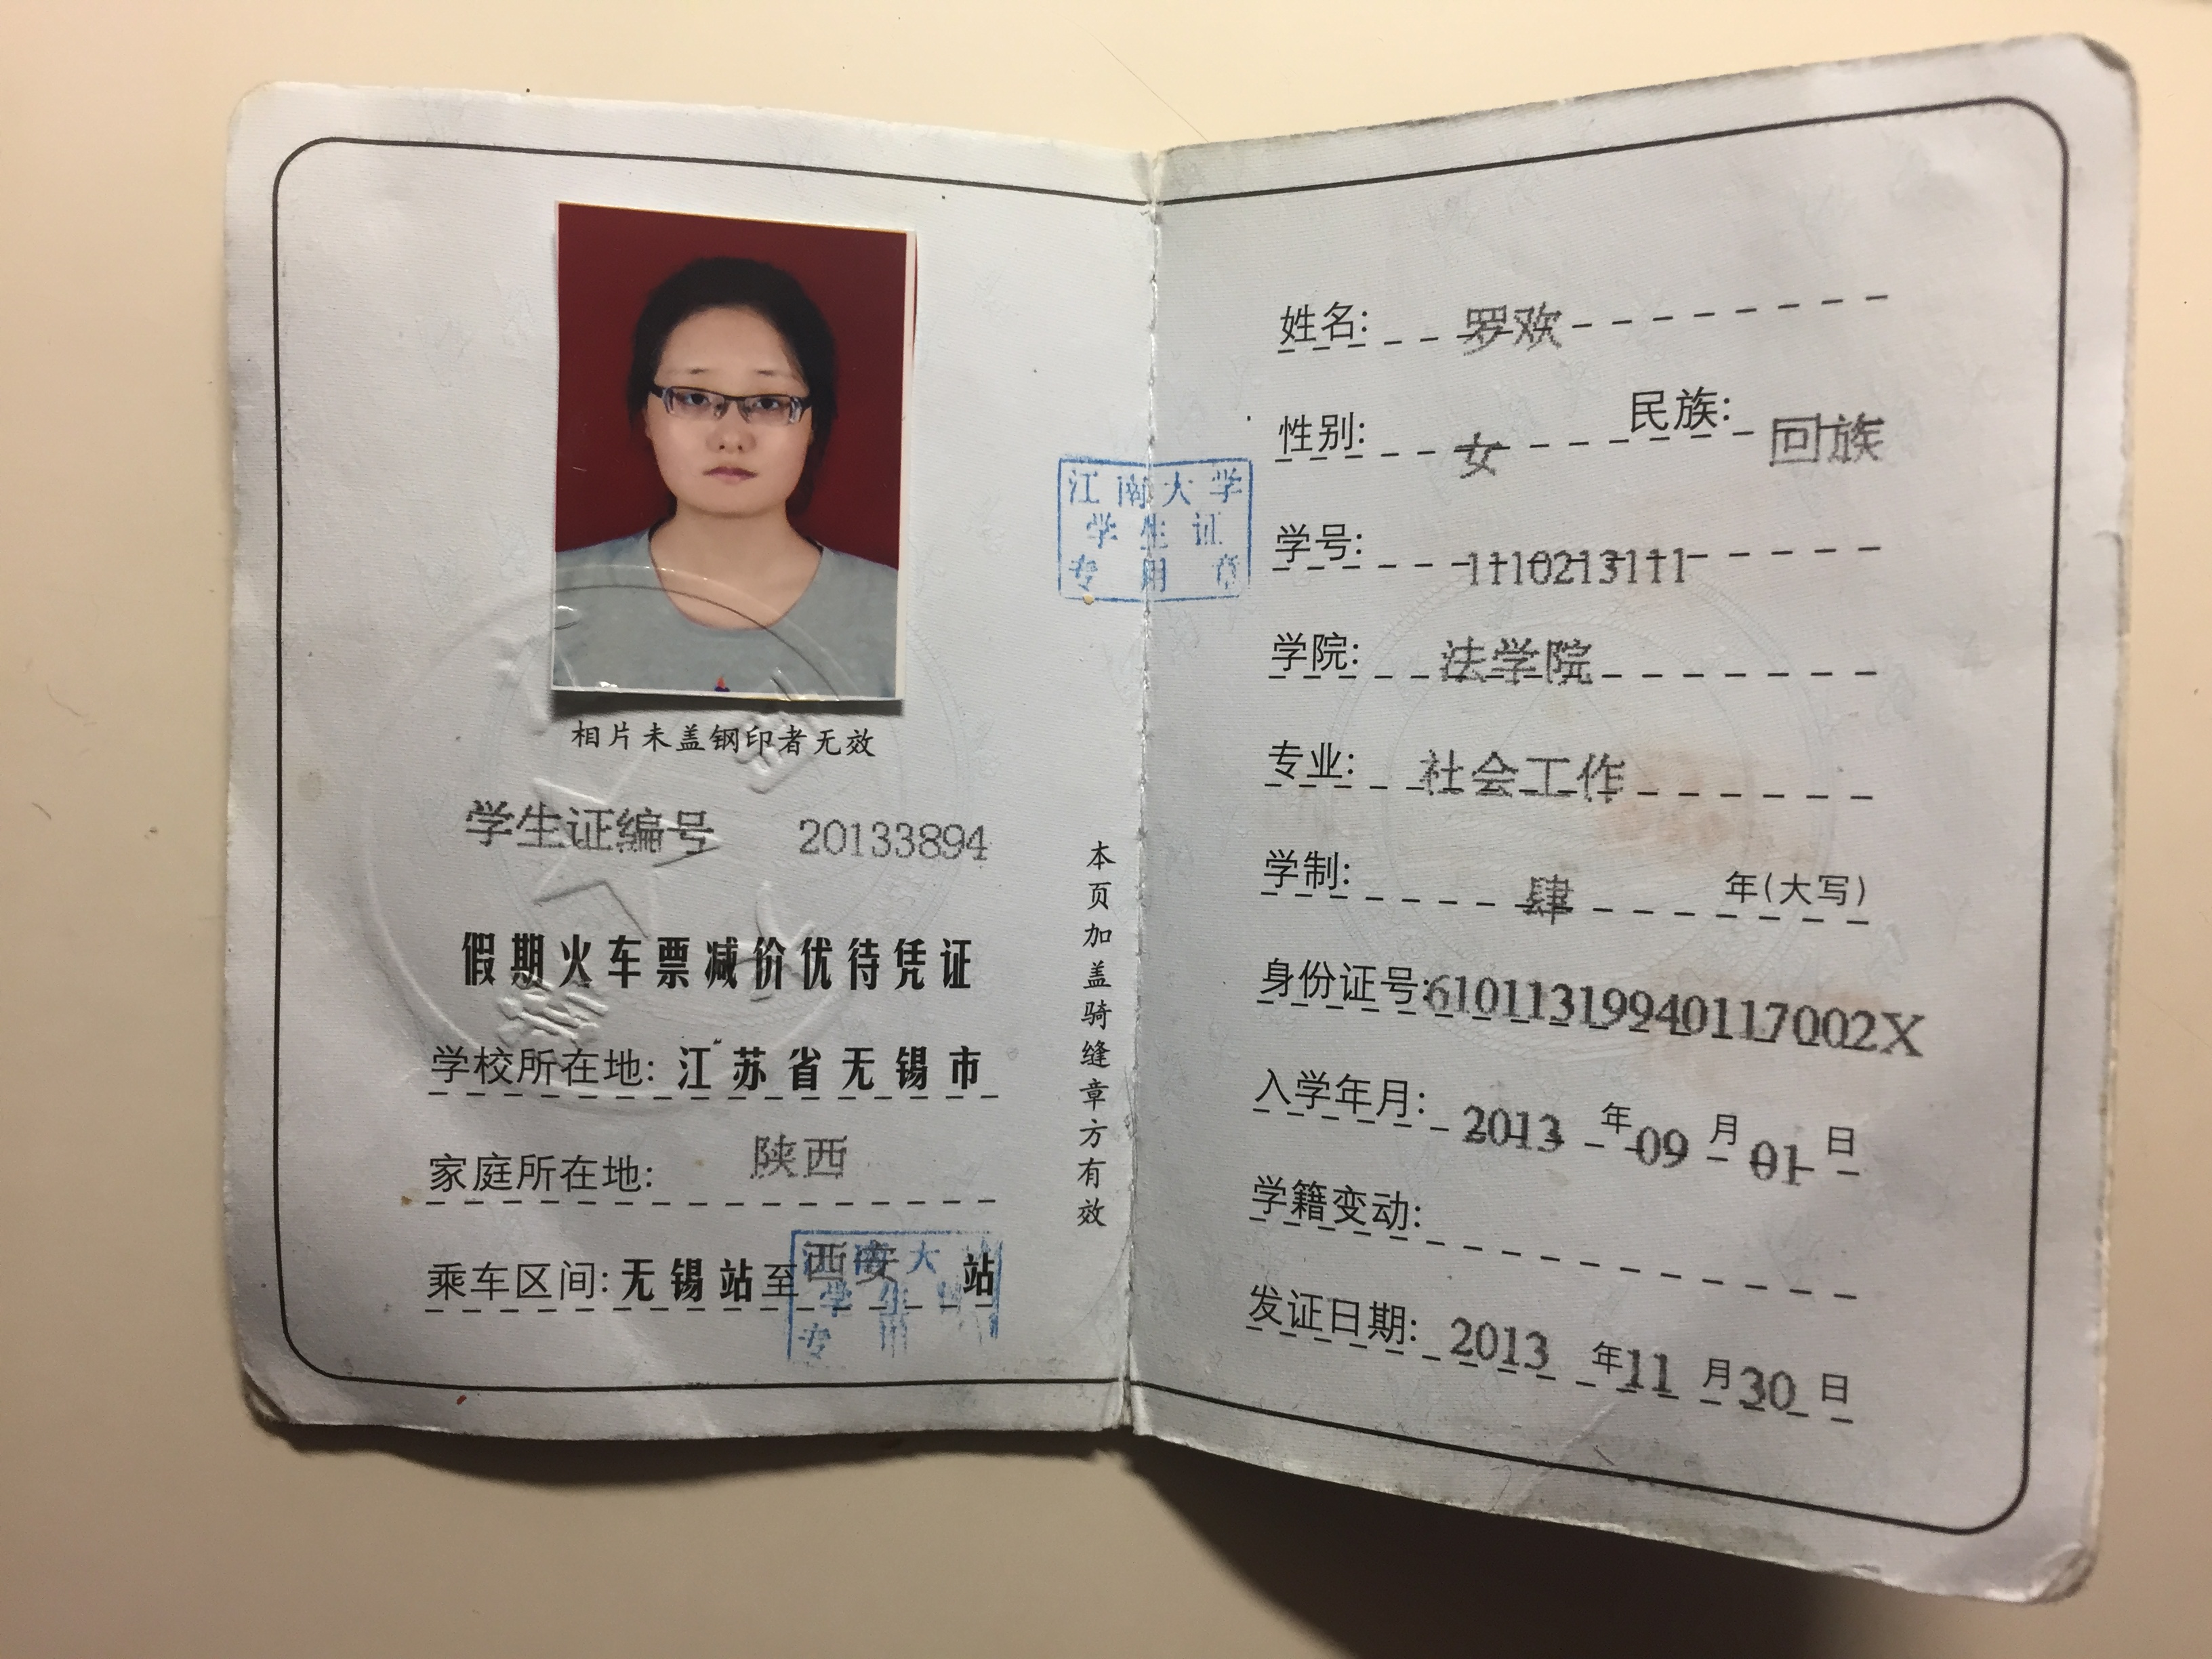 相片未盖钢印者无效
学生证编号 20133894
假期火车票减价优待凭证
学校所在地: 江苏省无锡市
家庭所在地: 陕西
乘车区间: 无锡站至西安站
本页加盖骑缝章方有效
江南大学
学生证
专用章
姓名: 罗欢
性别: 女 民族: 回族
学号: 1110213111
学院: 法学院
专业: 社会工作
学制: 肆 年(大写)
身份证号: 61011319940117002X
入学年月: 2013 年 09 月 01 日
学籍变动:
发证日期: 2013 年 11 月 30 日